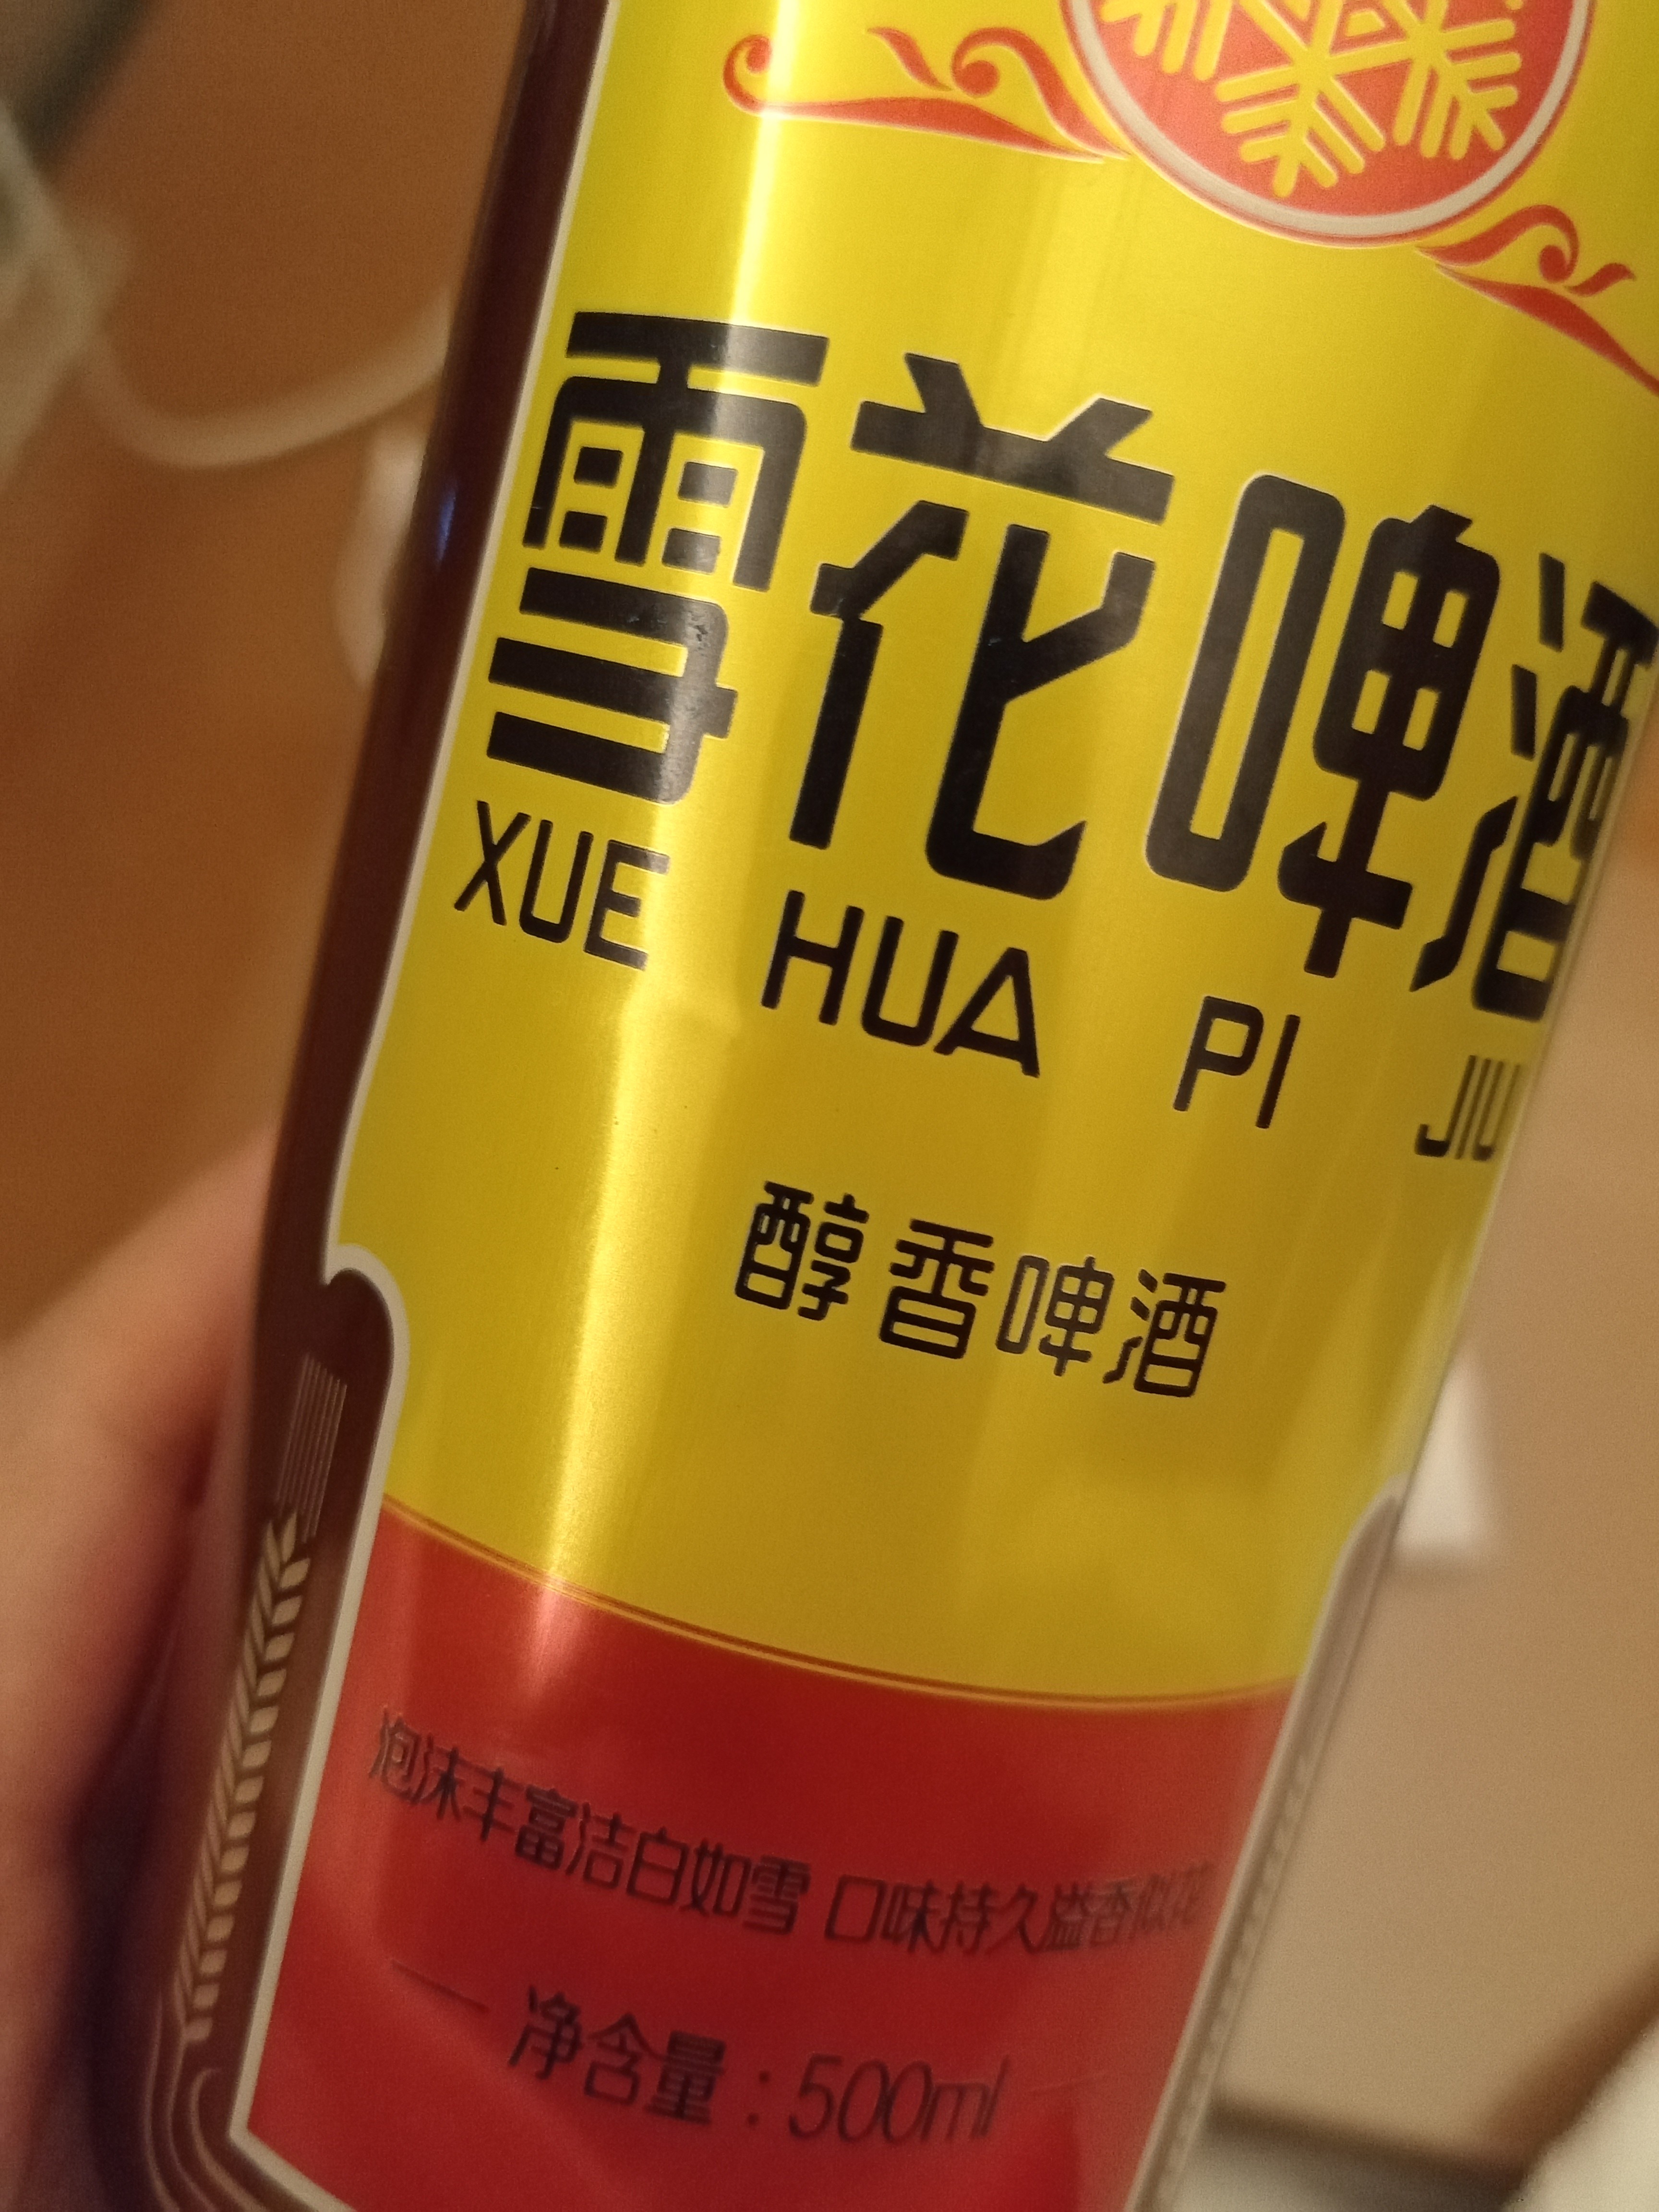 雪花啤酒
XUE HUA PI JIU
醇香啤酒
泡沫丰富洁白如雪 口味持久溢香似花
净含量:500ml